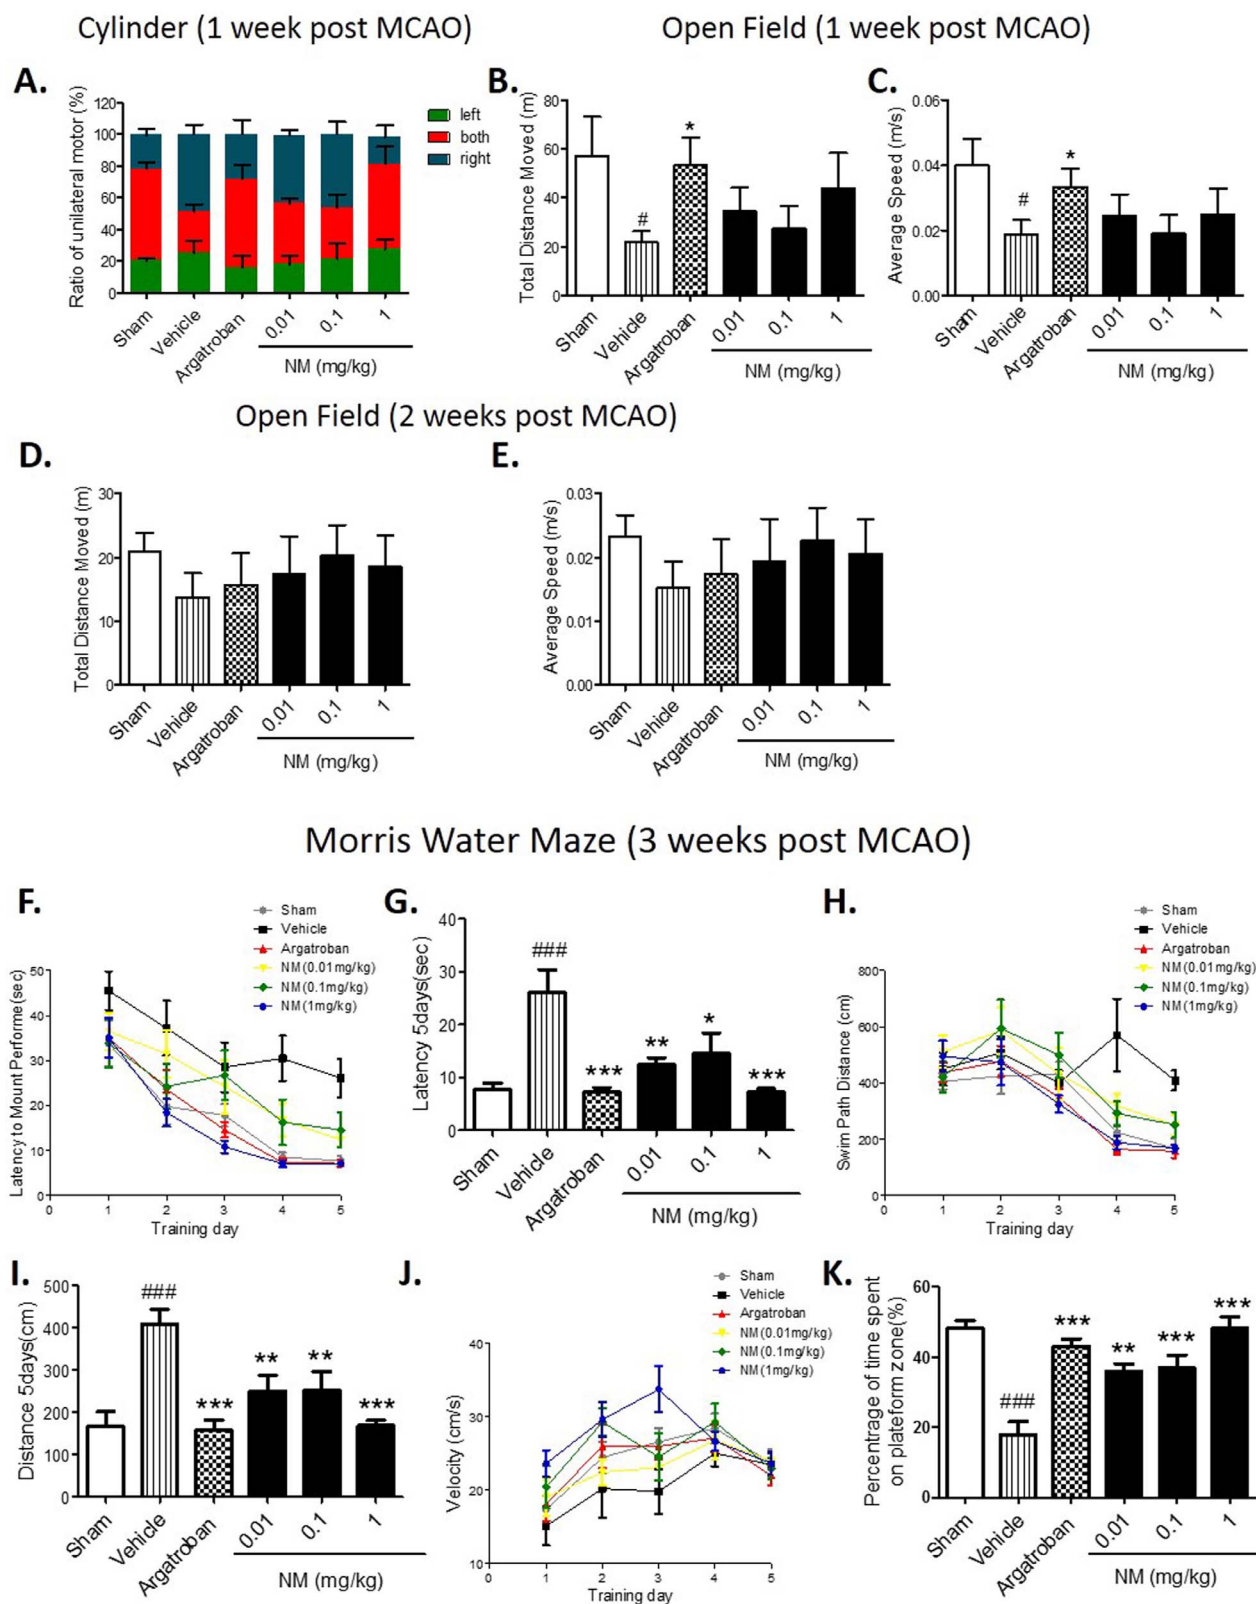 Cylinder (1 week post MCAO)
Open Field (1 week post MCAO)
A.
Ratio of unilateral motor (%)
120
100
80
60
40
20
0
left
both
right
Sham
Vehicle
Argatroban
0.01
0.1
1
NM (mg/kg)
B.
Total Distance Moved (m)
80
60
40
20
0
#
*
Sham
Vehicle
Argatroban
0.01
0.1
1
NM (mg/kg)
C.
Average Speed (m/s)
0.06
0.04
0.02
0.00
#
*
Sham
Vehicle
Argatroban
0.01
0.1
1
NM (mg/kg)
Open Field (2 weeks post MCAO)
D.
Total Distance Moved (m)
30
20
10
0
Sham
Vehicle
Argatroban
0.01
0.1
1
NM (mg/kg)
E.
Average Speed (m/s)
0.03
0.02
0.01
0.00
Sham
Vehicle
Argatroban
0.01
0.1
1
NM (mg/kg)
Morris Water Maze (3 weeks post MCAO)
F.
Sham
Vehicle
Argatroban
NM(0.01mg/kg)
NM(0.1mg/kg)
NM(1mg/kg)
Latency to Mount Performe(sec)
50
40
30
20
10
0
0 1 2 3 4 5
Training day
G.
Latency 5days(sec)
40
30
20
10
0
###
***
**
*
***
Sham
Vehicle
Argatroban
0.01
0.1
1
NM (mg/kg)
H.
Sham
Vehicle
Argatroban
NM(0.01mg/kg)
NM(0.1mg/kg)
NM(1mg/kg)
Swim Path Distance (cm)
800
600
400
200
0
0 1 2 3 4 5
Training day
I.
Distance 5days(cm)
500
400
300
200
100
0
###
***
**
**
***
Sham
Vehicle
Argatroban
0.01
0.1
1
NM (mg/kg)
J.
Sham
Vehicle
Argatroban
NM(0.01mg/kg)
NM(0.1mg/kg)
NM(1mg/kg)
Velocity (cm/s)
40
30
20
10
0 1 2 3 4 5
Training day
K.
Percentage of time spent
on plateform zone(%)
60
40
20
0
###
***
**
***
***
Sham
Vehicle
Argatroban
0.01
0.1
1
NM (mg/kg)